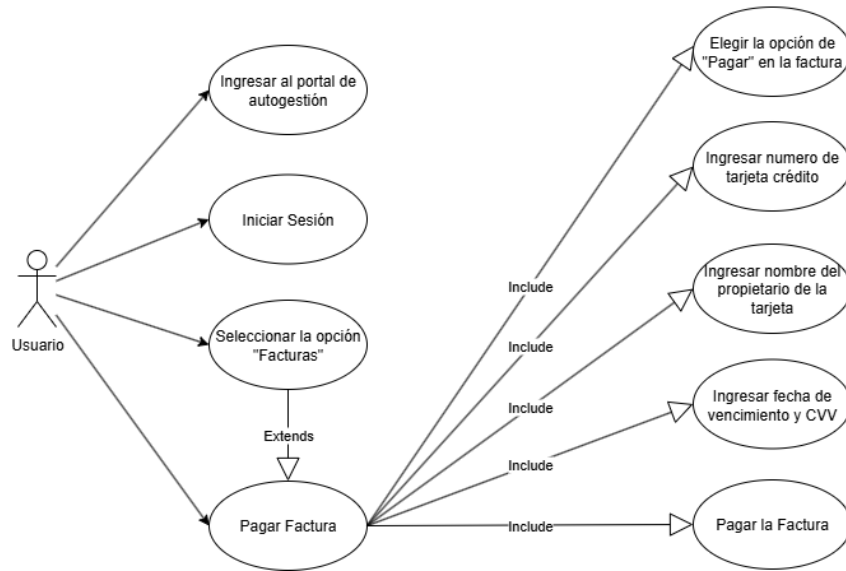 Ingresar al portal de
autogestión
Iniciar Sesión
Usuario
Seleccionar la opción
"Facturas"
Extends
Pagar Factura
Include
Include
Include
Include
Include
Elegir la opción de
"Pagar" en la factura
Ingresar numero de
tarjeta crédito
Ingresar nombre del
propietario de la
tarjeta
Ingresar fecha de
vencimiento y CVV
Pagar la Factura